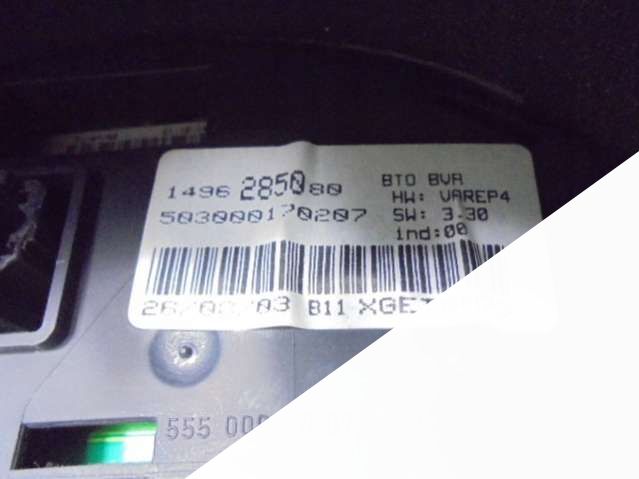 1496 285080
503000170207
BTO BVA
HW: VAREP4
SW: 3.30
ind:00
B11
555